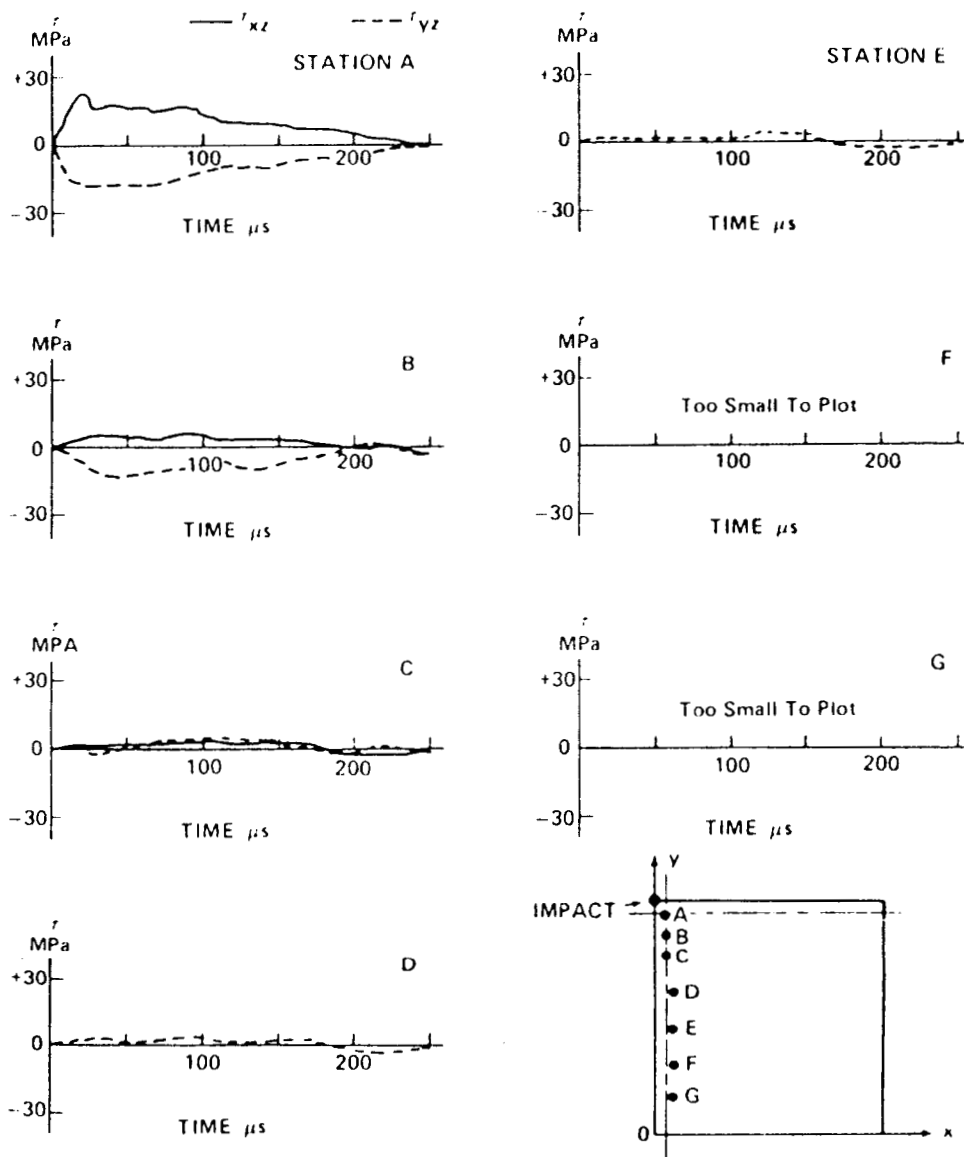 τxz τyz
τ
MPa
STATION A
+30
0
100
200
−30
TIME μs
τ
MPa
B
+30
0
100
200
−30
TIME μs
τ
MPA
C
+30
0
100
200
−30
TIME μs
τ
MPa
D
+30
0
100
200
−30
TIME μs
τ
MPa
STATION E
+30
0
100
200
−30
TIME μs
τ
MPa
F
+30
Too Small To Plot
0
100
200
−30
TIME μs
τ
MPa
G
+30
Too Small To Plot
0
100
200
−30
TIME μs
y
IMPACT
A
B
C
D
E
F
G
0
x